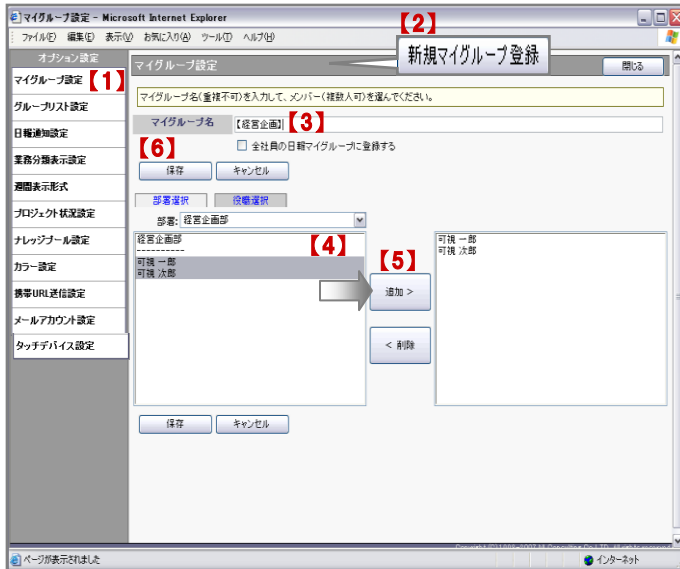 マイグループ設定 - Microsoft Internet Explorer
ファイル(F) 編集(E) 表示(V) お気に入り(A) ツール(T) ヘルプ(H)
【2】
新規マイグループ登録
オプション設定
マイグループ設定
【1】
グループリスト設定
日報通知設定
業務分類表示設定
週間表示形式
プロジェクト状況設定
ナレッジプール設定
カラー設定
携帯URL送信設定
メールアカウント設定
タッチデバイス設定
マイグループ設定
閉じる
マイグループ名(重複不可)を入力して、メンバー(複数人可)を選んでください。
マイグループ名 【経営企画】
【3】
全社員の日報マイグループに登録する
【6】
保存 キャンセル
部署選択 役職選択
部署: 経営企画部
経営企画部
----------
可視 一郎
可視 次郎
【4】
【5】
追加 >
< 削除
可視 一郎
可視 次郎
保存 キャンセル
ページが表示されました
インターネット